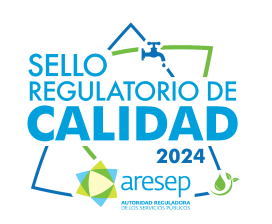 SELLO
REGULATORIO DE
CALIDAD
2024
aresep
AUTORIDAD REGULADORA
DE LOS SERVICIOS PÚBLICOS